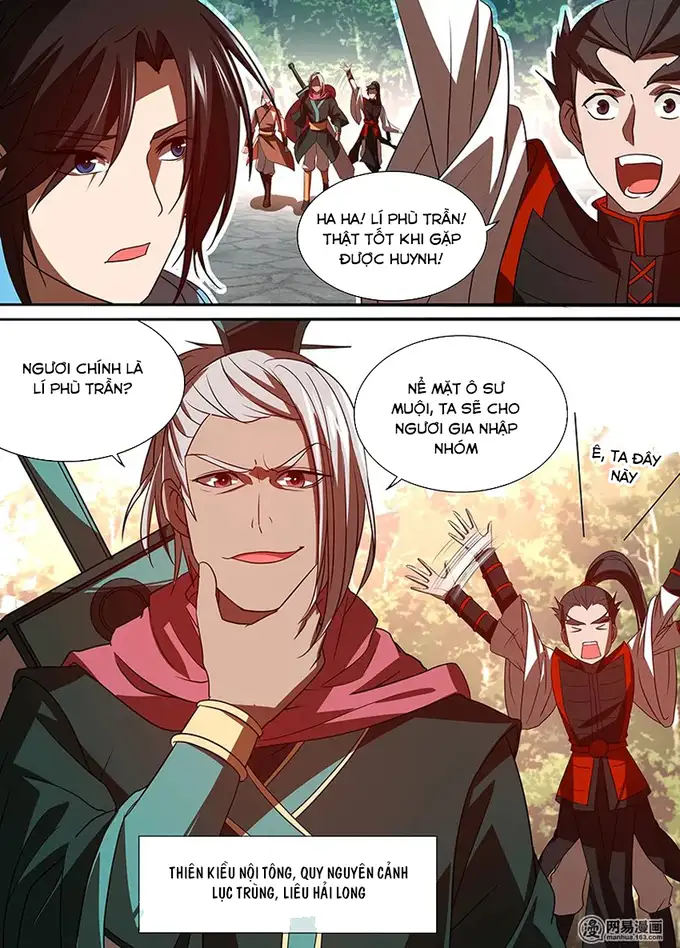 HA HA! LÍ PHÙ TRẦN!
THẬT TỐT KHI GẶP
ĐƯỢC HUYNH!
NGƯƠI CHÍNH LÀ
LÍ PHÙ TRẦN?
NỂ MẶT Ô SƯ
MUỘI, TA SẼ CHO
NGƯƠI GIA NHẬP
NHÓM
Ê, TA ĐÂY
NÀY
THIÊN KIỀU NỘI TÔNG, QUY NGUYÊN CẢNH
LỤC TRÙNG, LIÊU HẢI LONG
网易漫画
manhua.163.com